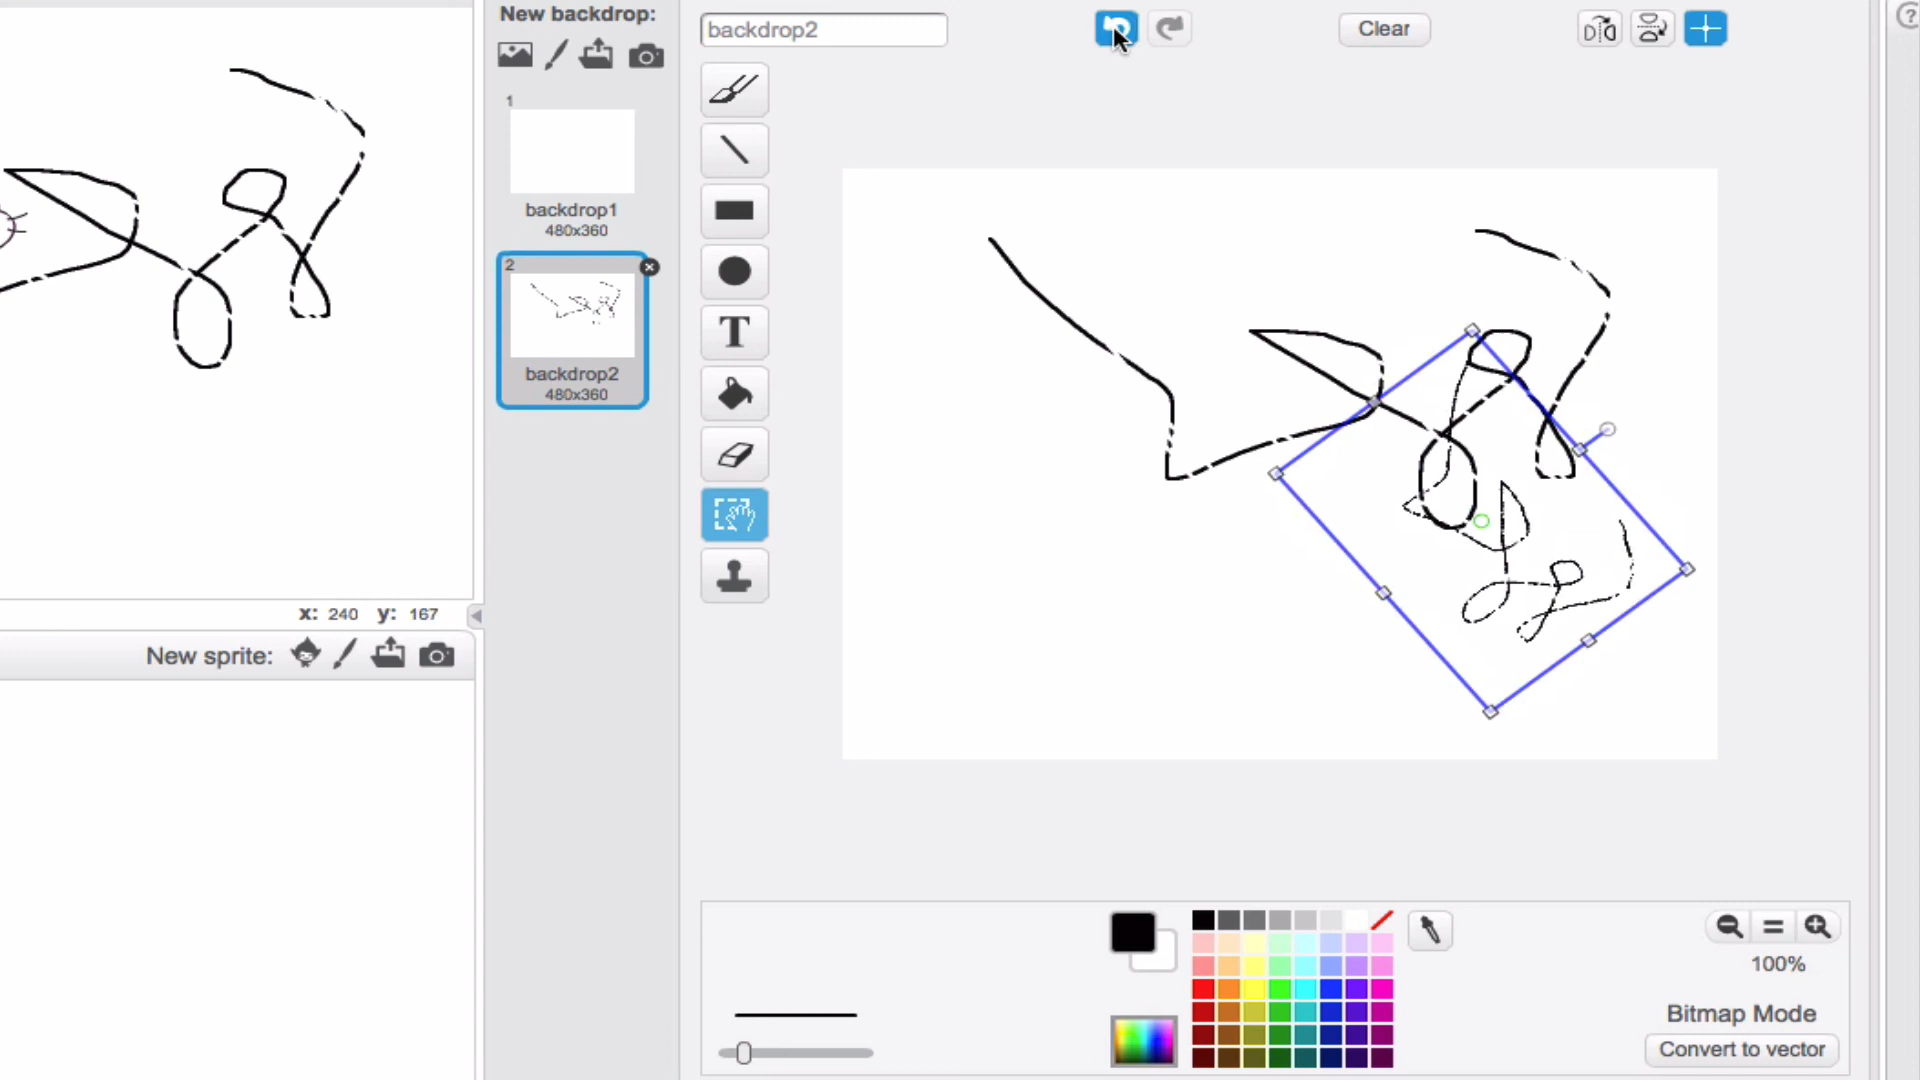 New backdrop:
backdrop2
Clear
1
backdrop1
480x360
2
backdrop2
480x360
T
x: 240 y: 167
New sprite:
100%
Bitmap Mode
Convert to vector